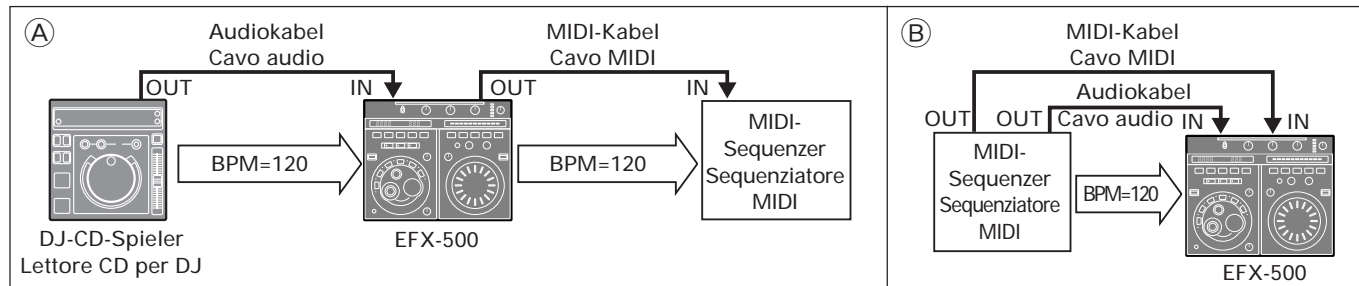 A
Audiokabel
Cavo audio
MIDI-Kabel
Cavo MIDI
OUT
IN
OUT
IN
BPM=120
BPM=120
MIDI-
Sequenzer
Sequenziatore
MIDI
DJ-CD-Spieler
Lettore CD per DJ
EFX-500
B
MIDI-Kabel
Cavo MIDI
Audiokabel
Cavo audio
OUT
OUT
IN
IN
MIDI-
Sequenzer
Sequenziatore
MIDI
BPM=120
EFX-500